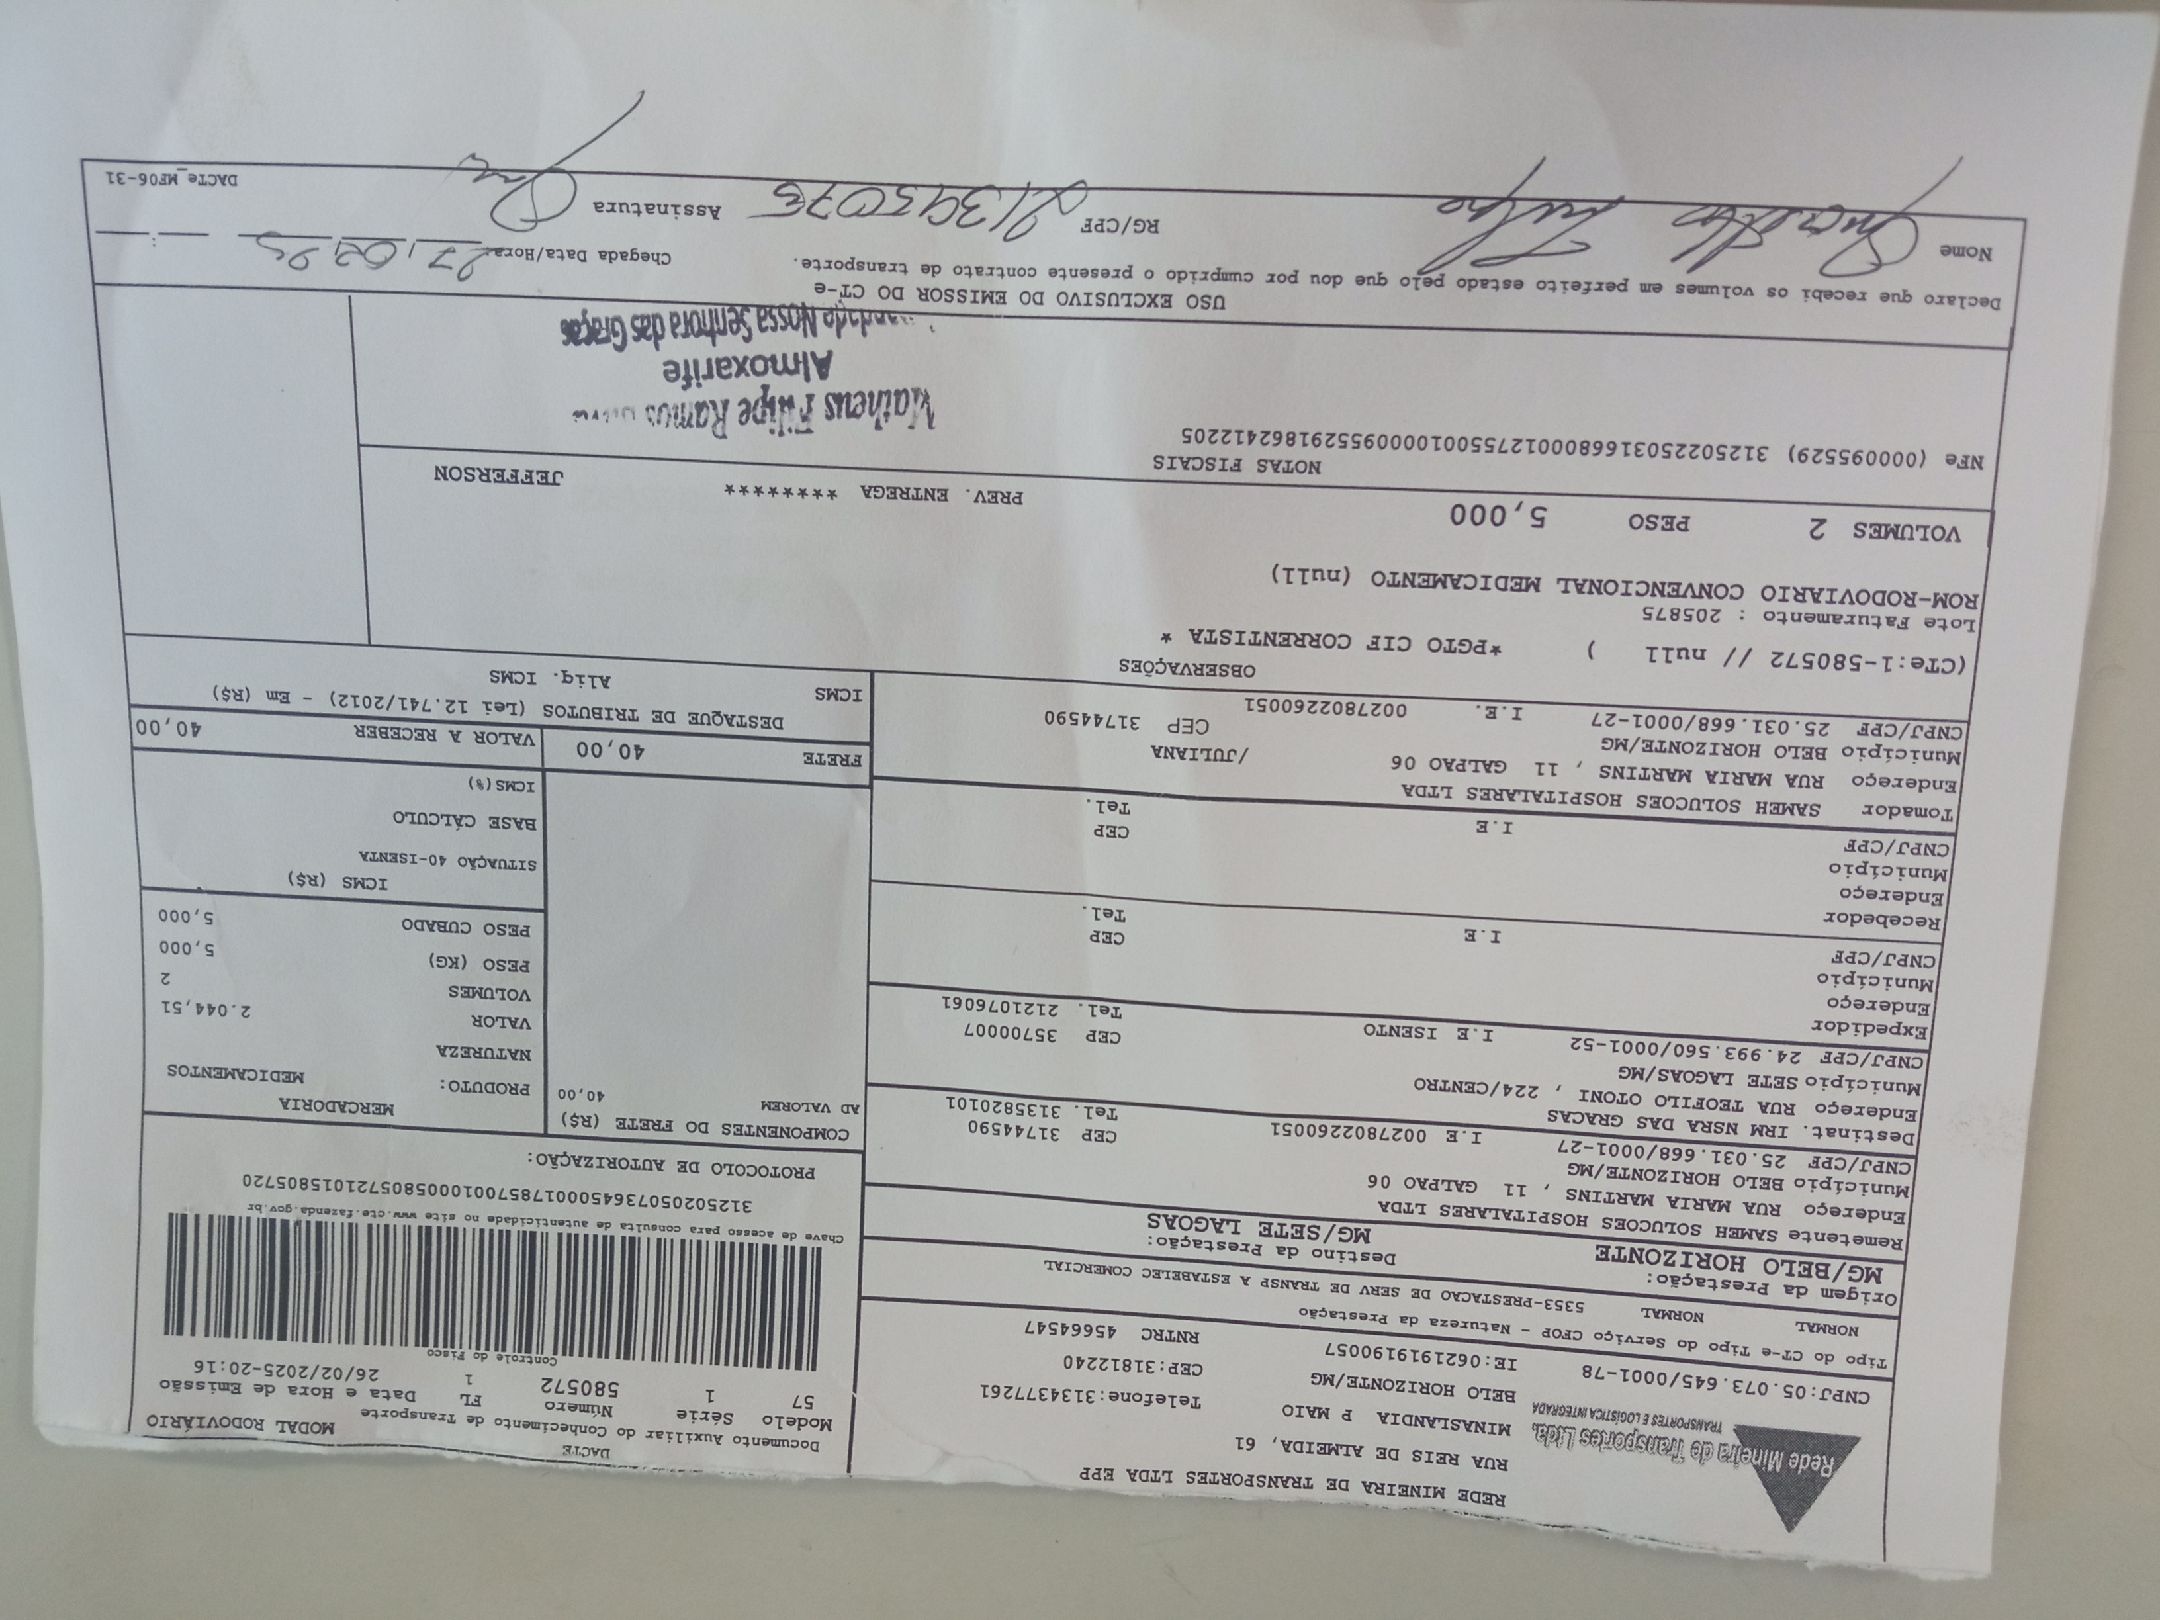 Rede Mineira de Transportes Ltda.
TRANSPORTES E LOGÍSTICA INTEGRADA
REDE MINEIRA DE TRANSPORTES LTDA EPP
RUA REIS DE ALMEIDA, 61
MINASLANDIA P MAIO Telefone:3134377261
BELO HORIZONTE/MG CEP:31812240
CNPJ:05.073.645/0001-78 IE:0621919190057 RNTRC 45664547
DACTE
Documento Auxiliar do Conhecimento de Transporte MODAL RODOVIÁRIO
Modelo Série Número FL Data e Hora de Emissão
57 1 580572 1 26/02/2025-20:16
Controle do Fisco
Chave de acesso para consulta de autenticidade no site www.cte.fazenda.gov.br
31250205073645000178570010005805721015805720
PROTOCOLO DE AUTORIZAÇÃO:
Tipo do CT-e Tipo do Serviço CFOP - Natureza da Prestação
NORMAL NORMAL 5353-PRESTACAO DE SERV DE TRANSP A ESTABELEC COMERCIAL
Origem da Prestação: Destino da Prestação:
MG/BELO HORIZONTE MG/SETE LAGOAS
Remetente SAMEH SOLUCOES HOSPITALARES LTDA
Endereço RUA MARIA MARTINS , 11 GALPAO 06
Município BELO HORIZONTE/MG CEP 31744590
CNPJ/CPF 25.031.668/0001-27 I.E 0027802260051 Tel. 3135820101
Destinat. IRM NSRA DAS GRACAS
Endereço RUA TEOFILO OTONI , 224/CENTRO
Município SETE LAGOAS/MG CEP 35700007
CNPJ/CPF 24.993.560/0001-52 I.E ISENTO Tel. 2121076061
Expedidor
Endereço
Município CEP
CNPJ/CPF I.E Tel.
Recebedor
Endereço
Município CEP
CNPJ/CPF I.E Tel.
Tomador SAMEH SOLUCOES HOSPITALARES LTDA
Endereço RUA MARIA MARTINS , 11 GALPAO 06 /JULIANA
Município BELO HORIZONTE/MG CEP 31744590
CNPJ/CPF 25.031.668/0001-27 I.E. 0027802260051
COMPONENTES DO FRETE (R$)
AD VALOREM 40,00
FRETE 40,00
MERCADORIA
PRODUTO: MEDICAMENTOS
NATUREZA
VALOR 2.044,51
VOLUMES 2
PESO (KG) 5,000
PESO CUBADO 5,000
ICMS (R$)
SITUAÇÃO 40-ISENTA
BASE CÁLCULO
ICMS(%)
VALOR A RECEBER 40,00
DESTAQUE DE TRIBUTOS (Lei 12.741/2012) - Em (R$)
ICMS Aliq. ICMS
OBSERVAÇÕES
(CTe:1-580572 // null ) *PGTO CIF CORRENTISTA *
Lote Faturamento : 205875
ROM-RODOVIARIO CONVENCIONAL MEDICAMENTO (null)
VOLUMES 2 PESO 5,000 PREV. ENTREGA ******** JEFFERSON
NOTAS FISCAIS
NFe (000095529) 31250225031668000127550010000955291862412205
Matheus Filipe Ramos
Almoxarife
Nossa Senhora das Graças
USO EXCLUSIVO DO EMISSOR DO CT-e
Declaro que recebi os volumes em perfeito estado pelo que dou por cumprido o presente contrato de transporte.
Chegada Data/Hora 27,02,25
Nome RG/CPF Assinatura
DACTe_MF06-31